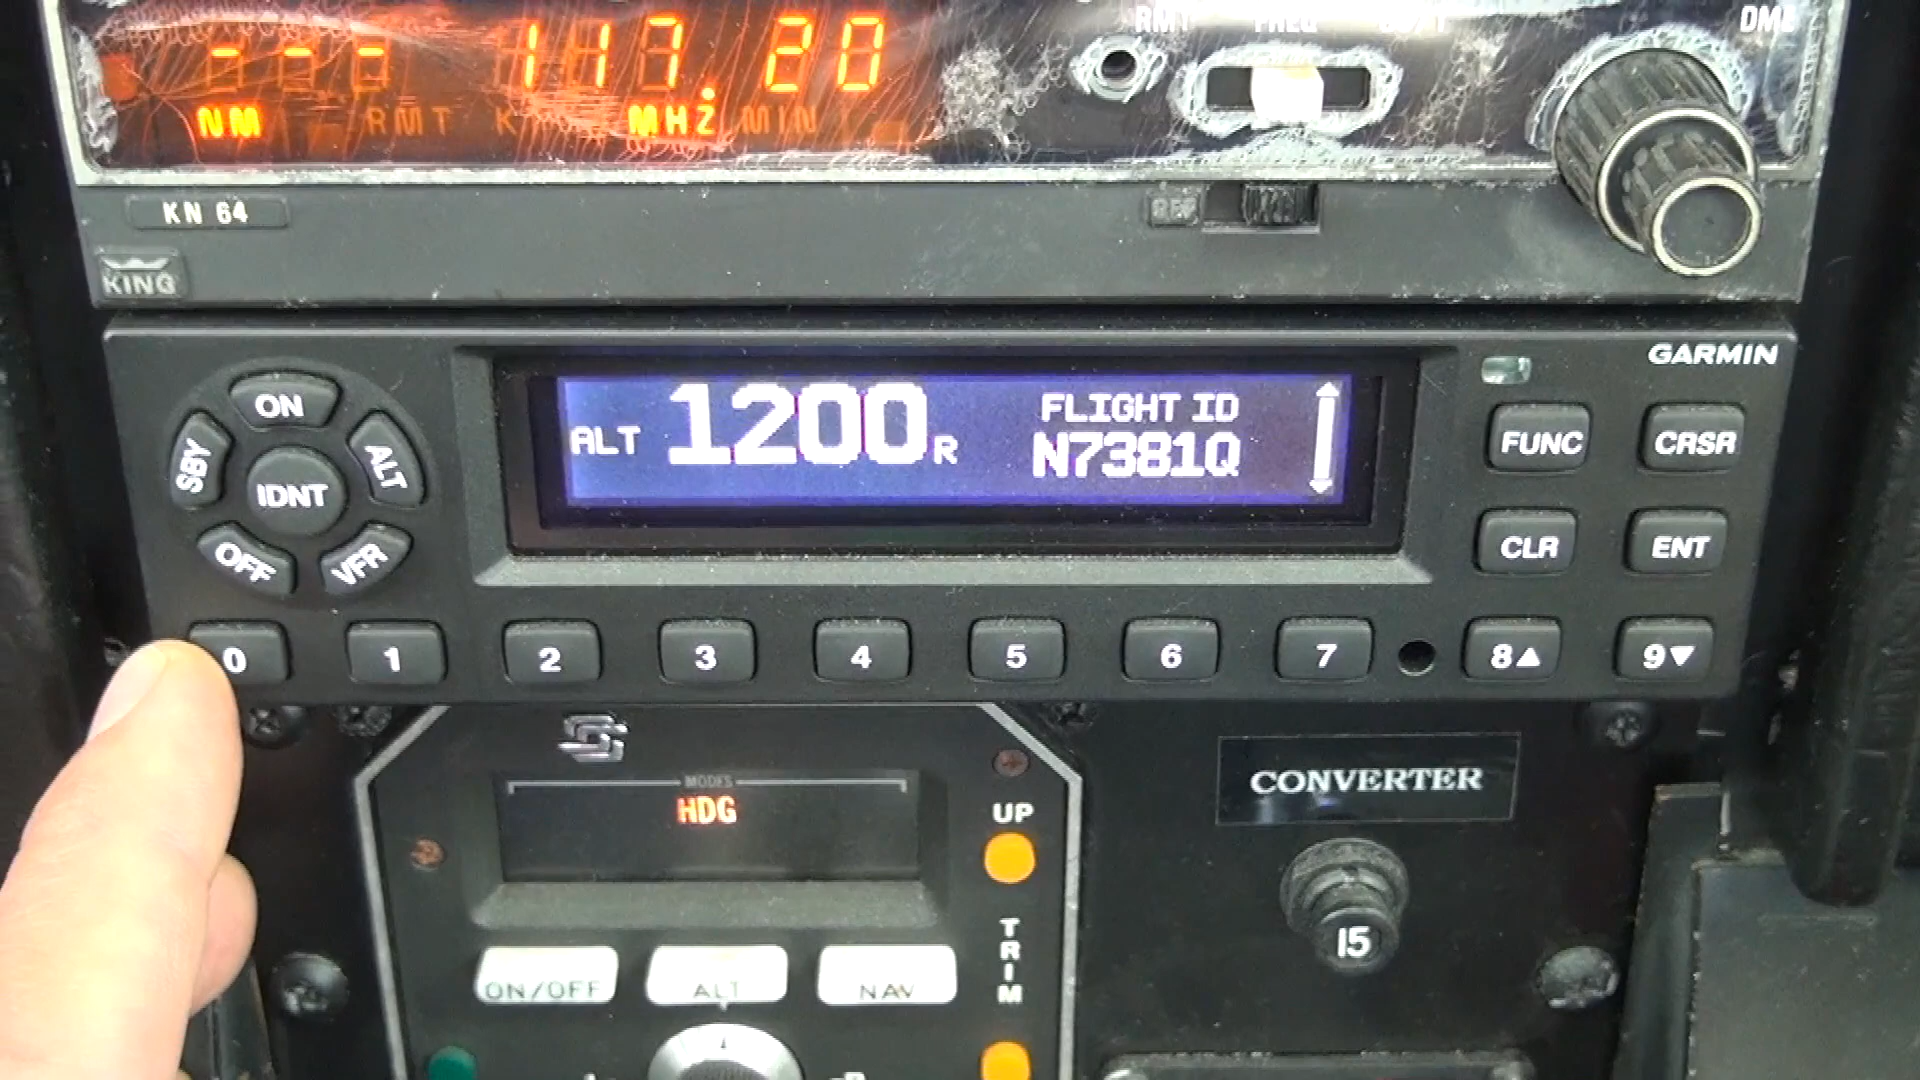 - - - 117.20
NM RMT MHZ MIN
RMT FREQ DME
KN 64
KING
GARMIN
ON
SBY
ALT
IDNT
OFF
VFR
ALT 1200 R
FLIGHT ID
N7381Q
FUNC
CRSR
CLR
ENT
0 1 2 3 4 5 6 7 8▲ 9▼
MODES
HDG
UP
TRIM
ON/OFF
ALT
NAV
CONVERTER
15